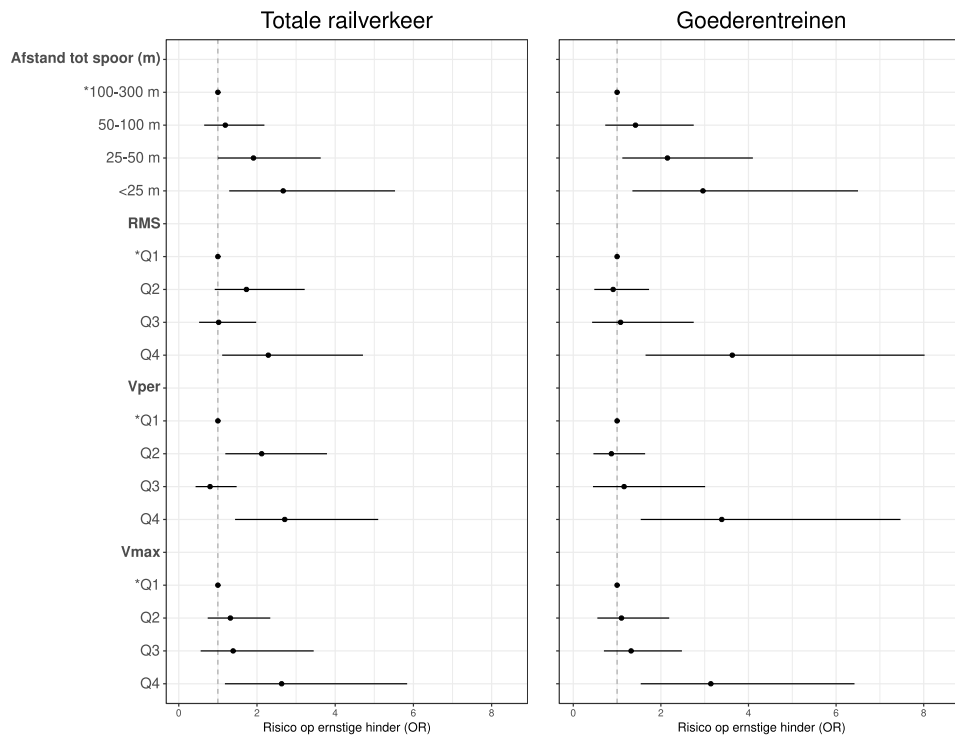 Totale railverkeer
Goederentreinen
Afstand tot spoor (m)
*100-300 m
50-100 m
25-50 m
<25 m
RMS
*Q1
Q2
Q3
Q4
Vper
*Q1
Q2
Q3
Q4
Vmax
*Q1
Q2
Q3
Q4
0 2 4 6 8
0 2 4 6 8
Risico op ernstige hinder (OR)
Risico op ernstige hinder (OR)